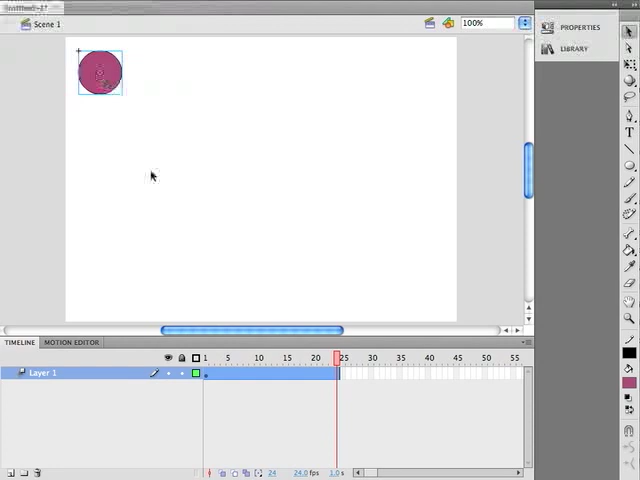 Scene 1
100%
PROPERTIES
LIBRARY
T
TIMELINE
MOTION EDITOR
1 5 10 15 20 25 30 35 40 45 50 55
Layer 1
24 24.0 fps 1.0 s